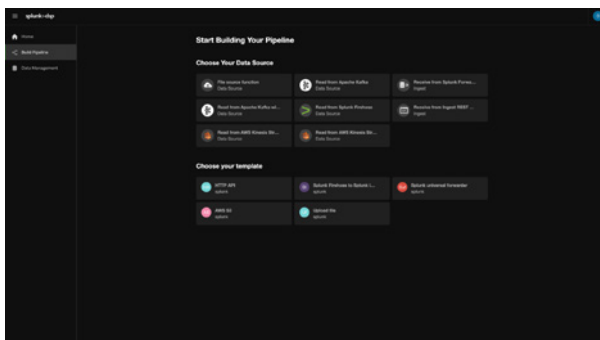 splunk>dsp
Home
Build Pipeline
Data Management
Start Building Your Pipeline
Choose Your Data Source
File source function
Data Source
Read from Apache Kafka
Data Source
Receive from Splunk Forwa...
Ingest
Read from Apache Kafka wi...
Data Source
Read from Splunk Firehose
Data Source
Receive from Ingest REST ...
Ingest
Read from AWS Kinesis Str...
Data Source
Read from AWS Kinesis Str...
Data Source
Choose your template
HTTP API
splunk
Splunk Firehose to Splunk I...
splunk
Splunk universal forwarder
splunk
AWS S3
splunk
Upload file
splunk